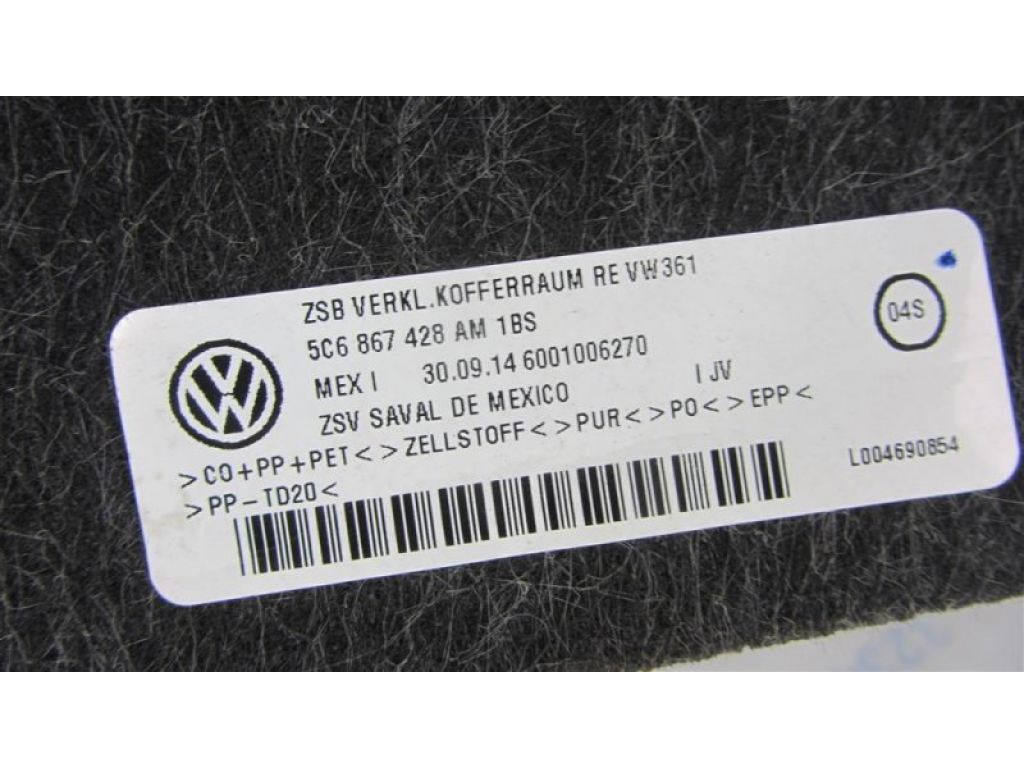 ZSB VERKL.KOFFERRAUM RE VW361
5C6 867 428 AM 1BS
MEX I 30.09.14 6001006270
ZSV SAVAL DE MEXICO I JV
>CO+PP+PET<>ZELLSTOFF<>PUR<>PO<>EPP<
>PP-TD20<
04S
L004690854
VW